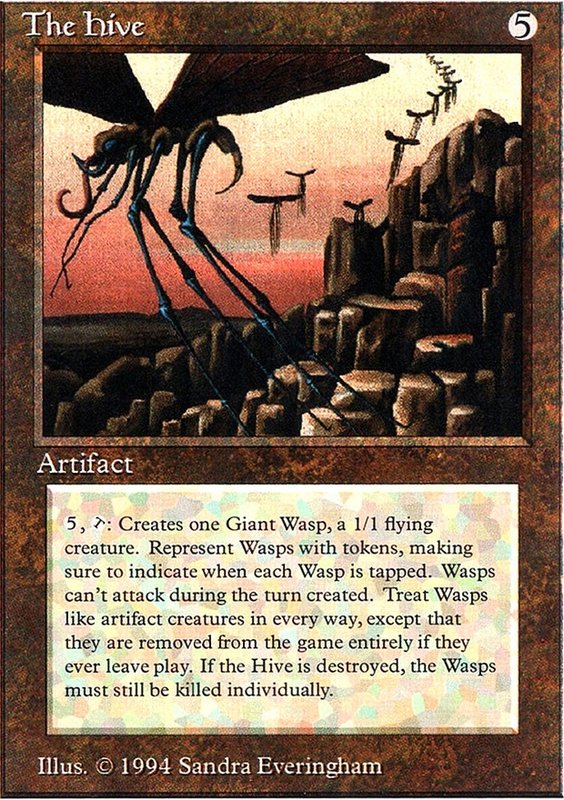 The Hive 5
Artifact
5, : Creates one Giant Wasp, a 1/1 flying
creature. Represent Wasps with tokens, making
sure to indicate when each Wasp is tapped. Wasps
can't attack during the turn created. Treat Wasps
like artifact creatures in every way, except that
they are removed from the game entirely if they
ever leave play. If the Hive is destroyed, the Wasps
must still be killed individually.
Illus. © 1994 Sandra Everingham